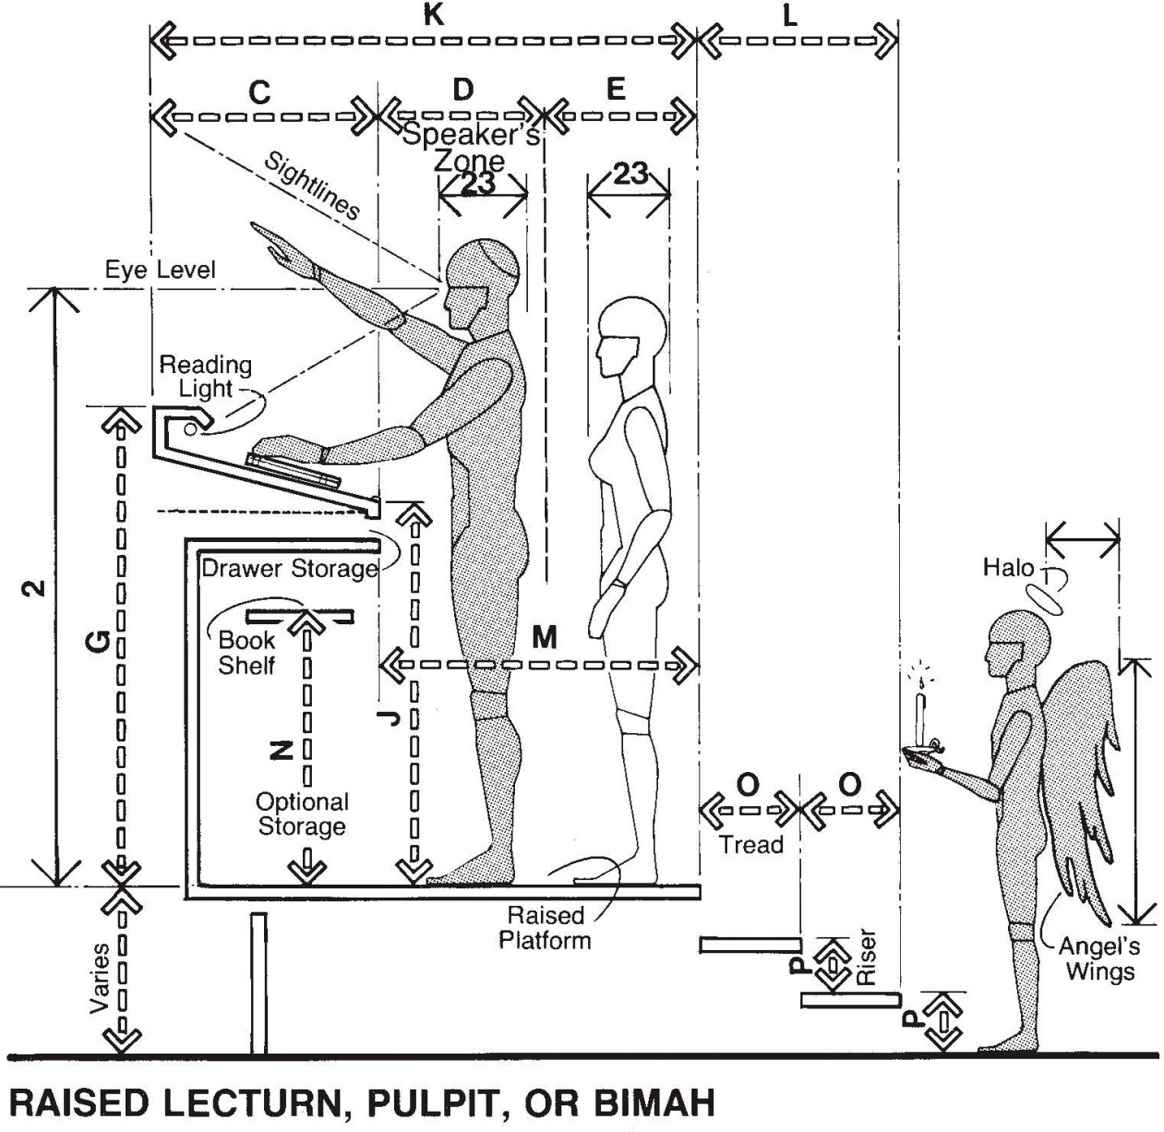 K
L
C
D
E
Speaker's
Zone
23
23
Sightlines
Eye Level
Reading
Light
2
G
Drawer Storage
Book
Shelf
M
J
N
Optional
Storage
Halo
O
O
Tread
Raised
Platform
Varies
P
Riser
P
Angel's
Wings
RAISED LECTURN, PULPIT, OR BIMAH